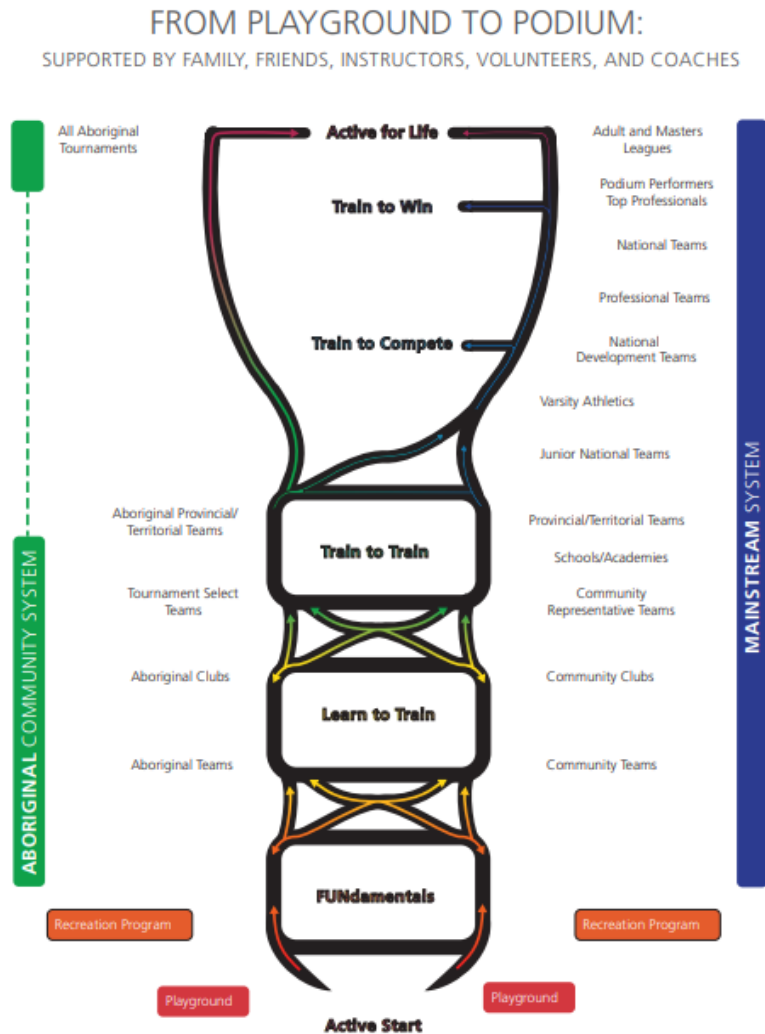 FROM PLAYGROUND TO PODIUM:
SUPPORTED BY FAMILY, FRIENDS, INSTRUCTORS, VOLUNTEERS, AND COACHES
All Aboriginal
Tournaments
Active for Life
Adult and Masters
Leagues
Train to Win
Podium Performers
Top Professionals
National Teams
Professional Teams
Train to Compete
National
Development Teams
Varsity Athletics
Junior National Teams
Aboriginal Provincial/
Territorial Teams
Provincial/Territorial Teams
Train to Train
Schools/Academies
Tournament Select
Teams
Community
Representative Teams
Aboriginal Clubs
Community Clubs
Learn to Train
Aboriginal Teams
Community Teams
FUNdamentals
Recreation Program
Recreation Program
Playground
Playground
Active Start
ABORIGINAL COMMUNITY SYSTEM
MAINSTREAM SYSTEM